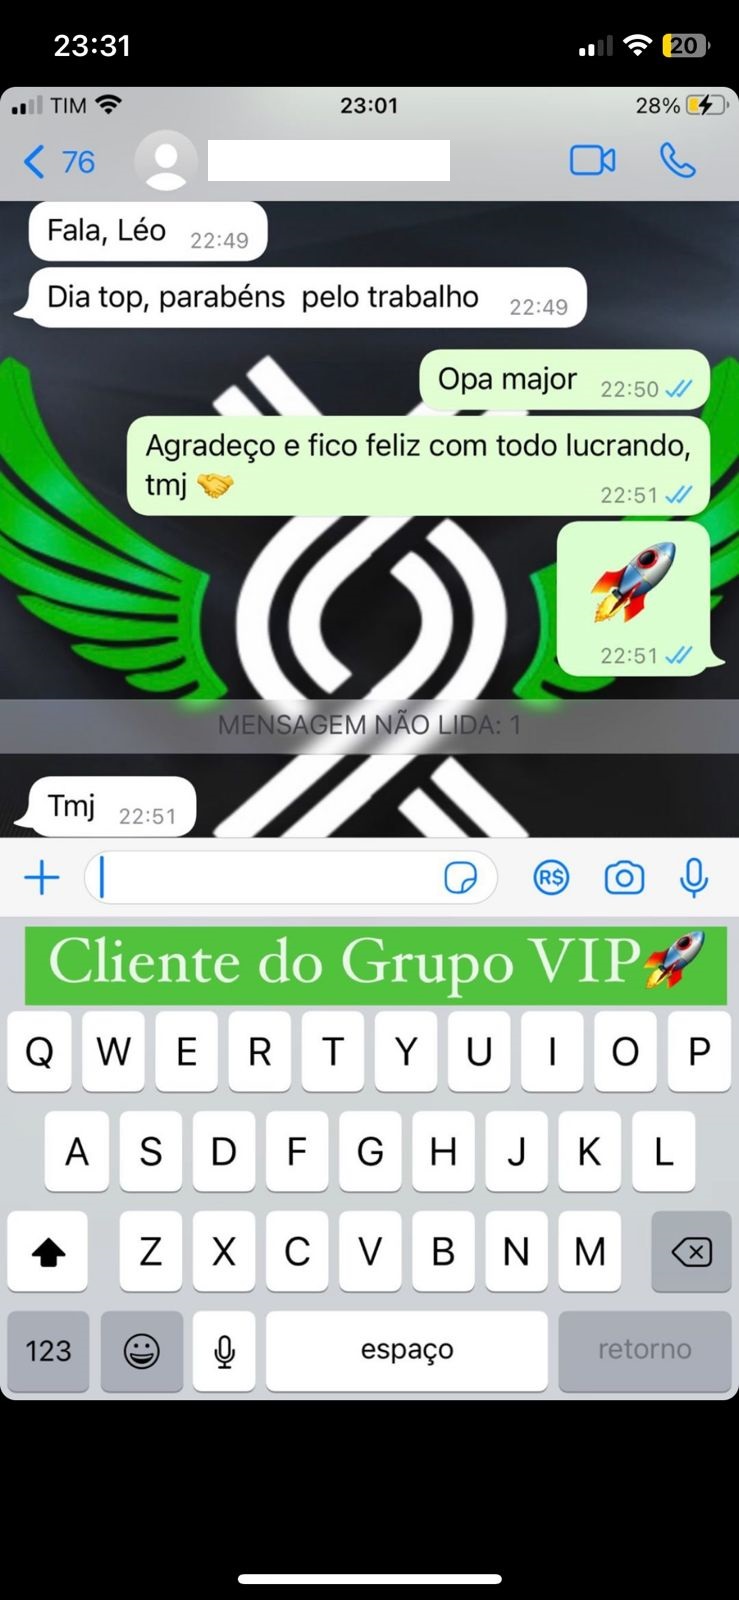 23:31
20
TIM 23:01 28%
76
Fala, Léo 22:49
Dia top, parabéns pelo trabalho 22:49
Opa major 22:50
Agradeço e fico feliz com todo lucrando,
tmj 🤝 22:51
🚀 22:51
MENSAGEM NÃO LIDA: 1
Tmj 22:51
R$
Cliente do Grupo VIP🚀
Q W E R T Y U I O P
A S D F G H J K L
Z X C V B N M
123 espaço retorno